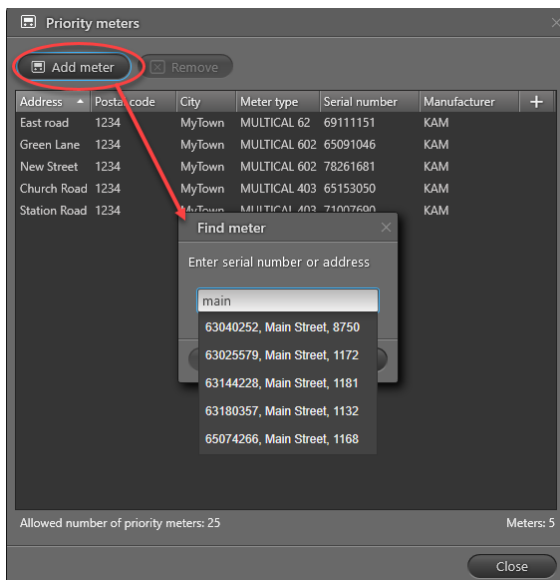 Priority meters
Add meter Remove
Address Postal code City Meter type Serial number Manufacturer +
East road 1234 MyTown MULTICAL 62 69111151 KAM
Green Lane 1234 MyTown MULTICAL 602 65091046 KAM
New Street 1234 MyTown MULTICAL 602 78261681 KAM
Church Road 1234 MyTown MULTICAL 403 65153050 KAM
Station Road 1234 MyTown MULTICAL 403 71007690 KAM
Find meter
Enter serial number or address
main
63040252, Main Street, 8750
63025579, Main Street, 1172
63144228, Main Street, 1181
63180357, Main Street, 1132
65074266, Main Street, 1168
Allowed number of priority meters: 25 Meters: 5
Close